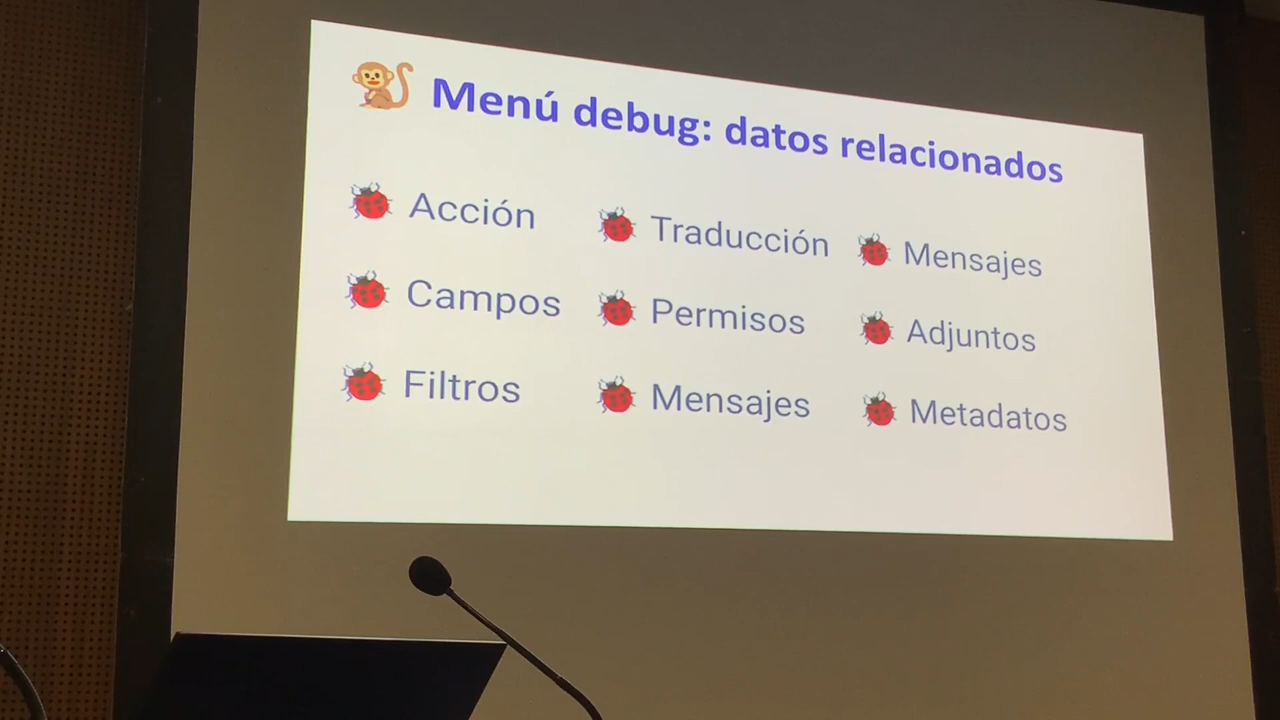 Menú debug: datos relacionados
Acción
Traducción
Mensajes
Campos
Permisos
Adjuntos
Filtros
Mensajes
Metadatos